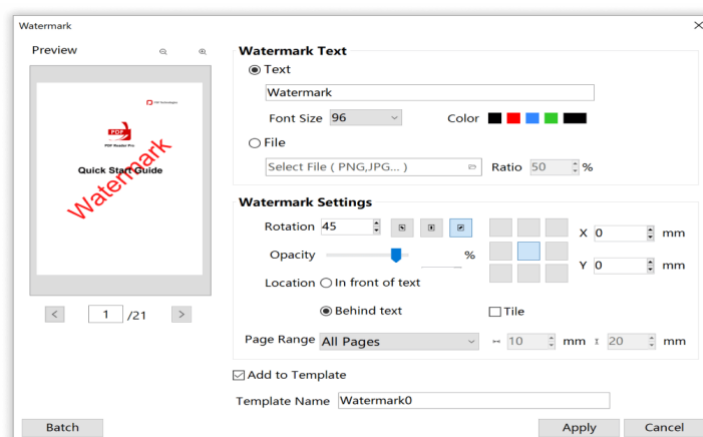 Watermark
Preview
PDF Technologies
PDF
PDF Reader Pro
Quick Start Guide
Watermark
1 /21
Watermark Text
Text
Watermark
Font Size 96 Color
File
Select File ( PNG,JPG... ) Ratio 50 %
Watermark Settings
Rotation 45
X 0 mm
Opacity %
Y 0 mm
Location In front of text
Behind text Tile
Page Range All Pages 10 mm 20 mm
Add to Template
Template Name Watermark0
Batch Apply Cancel